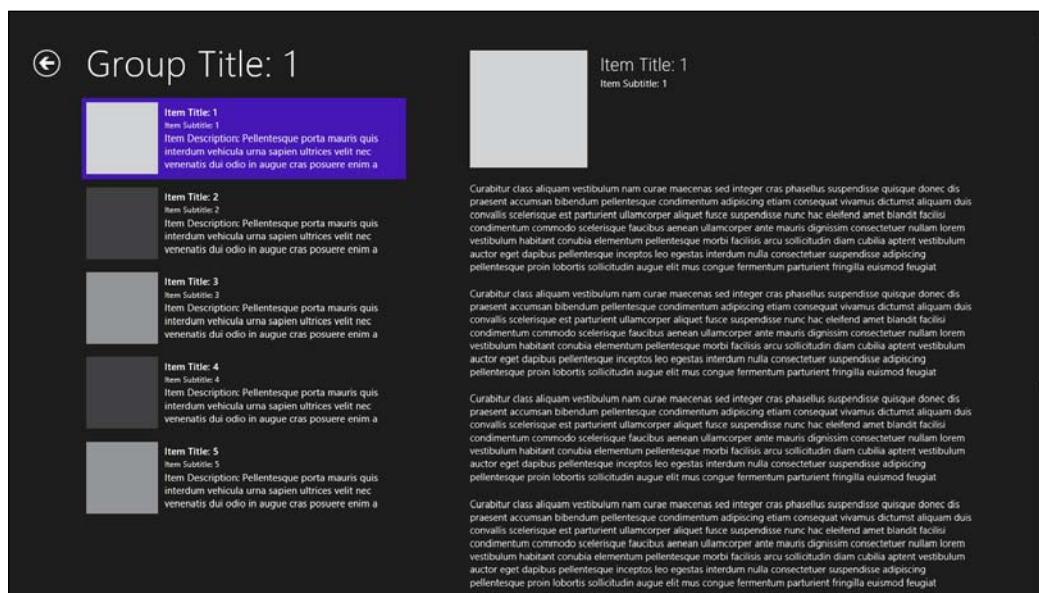 Group Title: 1
Item Title: 1
Item Subtitle: 1
Item Description: Pellentesque porta mauris quis
interdum vehicula urna sapien ultrices velit nec
venenatis dui odio in augue cras posuere enim a
Item Title: 2
Item Subtitle: 2
Item Description: Pellentesque porta mauris quis
interdum vehicula urna sapien ultrices velit nec
venenatis dui odio in augue cras posuere enim a
Item Title: 3
Item Subtitle: 3
Item Description: Pellentesque porta mauris quis
interdum vehicula urna sapien ultrices velit nec
venenatis dui odio in augue cras posuere enim a
Item Title: 4
Item Subtitle: 4
Item Description: Pellentesque porta mauris quis
interdum vehicula urna sapien ultrices velit nec
venenatis dui odio in augue cras posuere enim a
Item Title: 5
Item Subtitle: 5
Item Description: Pellentesque porta mauris quis
interdum vehicula urna sapien ultrices velit nec
venenatis dui odio in augue cras posuere enim a
Item Title: 1
Item Subtitle: 1
Curabitur class aliquam vestibulum nam curae maecenas sed integer cras phasellus suspendisse quisque donec dis
praesent accumsan bibendum pellentesque condimentum adipiscing etiam consequat vivamus dictumst aliquam duis
convallis scelerisque est parturient ullamcorper aliquet fusce suspendisse nunc hac eleifend amet blandit facilisi
condimentum commodo scelerisque faucibus aenean ullamcorper ante mauris dignissim consectetuer nullam lorem
vestibulum habitant conubia elementum pellentesque morbi facilisis arcu sollicitudin diam cubilia aptent vestibulum
auctor eget dapibus pellentesque inceptos leo egestas interdum nulla consectetuer suspendisse adipiscing
pellentesque proin lobortis sollicitudin augue elit mus congue fermentum parturient fringilla euismod feugiat
Curabitur class aliquam vestibulum nam curae maecenas sed integer cras phasellus suspendisse quisque donec dis
praesent accumsan bibendum pellentesque condimentum adipiscing etiam consequat vivamus dictumst aliquam duis
convallis scelerisque est parturient ullamcorper aliquet fusce suspendisse nunc hac eleifend amet blandit facilisi
condimentum commodo scelerisque faucibus aenean ullamcorper ante mauris dignissim consectetuer nullam lorem
vestibulum habitant conubia elementum pellentesque morbi facilisis arcu sollicitudin diam cubilia aptent vestibulum
auctor eget dapibus pellentesque inceptos leo egestas interdum nulla consectetuer suspendisse adipiscing
pellentesque proin lobortis sollicitudin augue elit mus congue fermentum parturient fringilla euismod feugiat
Curabitur class aliquam vestibulum nam curae maecenas sed integer cras phasellus suspendisse quisque donec dis
praesent accumsan bibendum pellentesque condimentum adipiscing etiam consequat vivamus dictumst aliquam duis
convallis scelerisque est parturient ullamcorper aliquet fusce suspendisse nunc hac eleifend amet blandit facilisi
condimentum commodo scelerisque faucibus aenean ullamcorper ante mauris dignissim consectetuer nullam lorem
vestibulum habitant conubia elementum pellentesque morbi facilisis arcu sollicitudin diam cubilia aptent vestibulum
auctor eget dapibus pellentesque inceptos leo egestas interdum nulla consectetuer suspendisse adipiscing
pellentesque proin lobortis sollicitudin augue elit mus congue fermentum parturient fringilla euismod feugiat
Curabitur class aliquam vestibulum nam curae maecenas sed integer cras phasellus suspendisse quisque donec dis
praesent accumsan bibendum pellentesque condimentum adipiscing etiam consequat vivamus dictumst aliquam duis
convallis scelerisque est parturient ullamcorper aliquet fusce suspendisse nunc hac eleifend amet blandit facilisi
condimentum commodo scelerisque faucibus aenean ullamcorper ante mauris dignissim consectetuer nullam lorem
vestibulum habitant conubia elementum pellentesque morbi facilisis arcu sollicitudin diam cubilia aptent vestibulum
auctor eget dapibus pellentesque inceptos leo egestas interdum nulla consectetuer suspendisse adipiscing
pellentesque proin lobortis sollicitudin augue elit mus congue fermentum parturient fringilla euismod feugiat